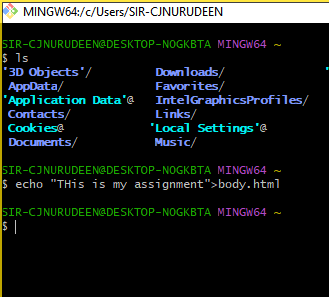 MINGW64:/c/Users/SIR-CJNURUDEEN
SIR-CJNURUDEEN@DESKTOP-NOGKBTA MINGW64 ~
$ ls
'3D Objects'/ Downloads/ '
AppData/ Favorites/
'Application Data'@ IntelGraphicsProfiles/
Contacts/ Links/
Cookies@ 'Local Settings'@
Documents/ Music/
SIR-CJNURUDEEN@DESKTOP-NOGKBTA MINGW64 ~
$ echo "THis is my assignment">body.html
SIR-CJNURUDEEN@DESKTOP-NOGKBTA MINGW64 ~
$